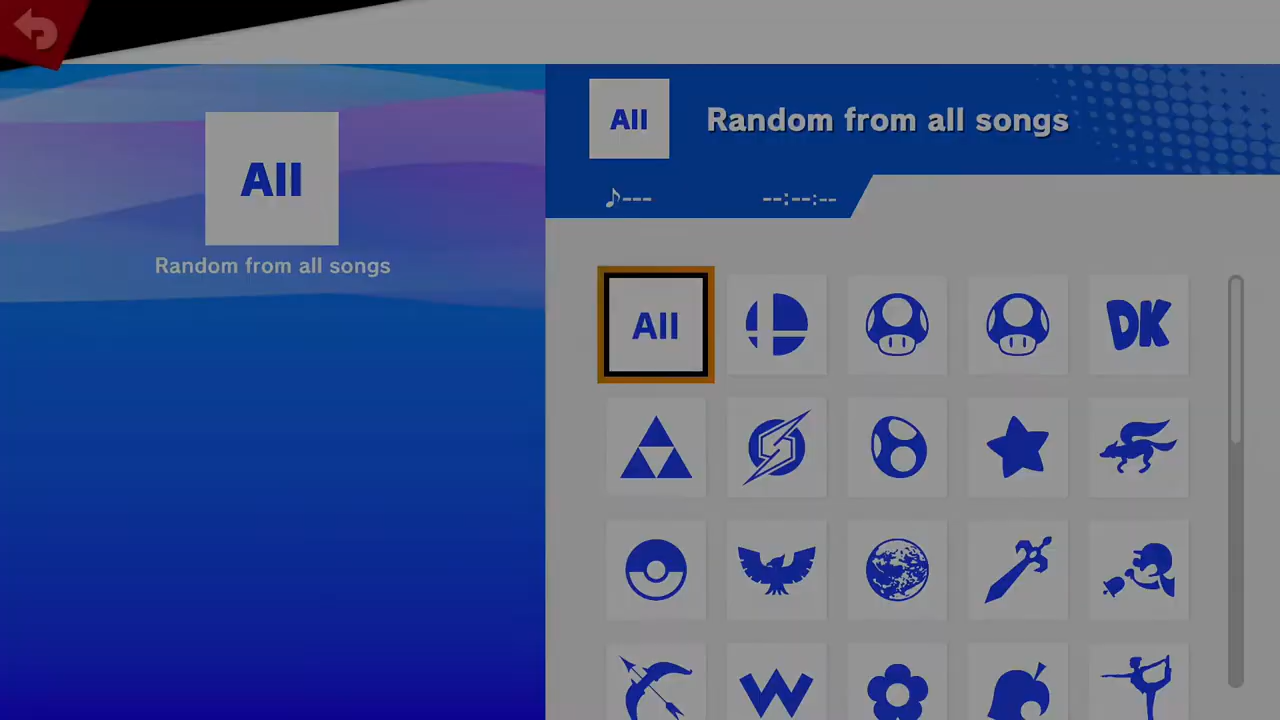 All
Random from all songs
♪---
--:--:--
All
Random from all songs
All
DK